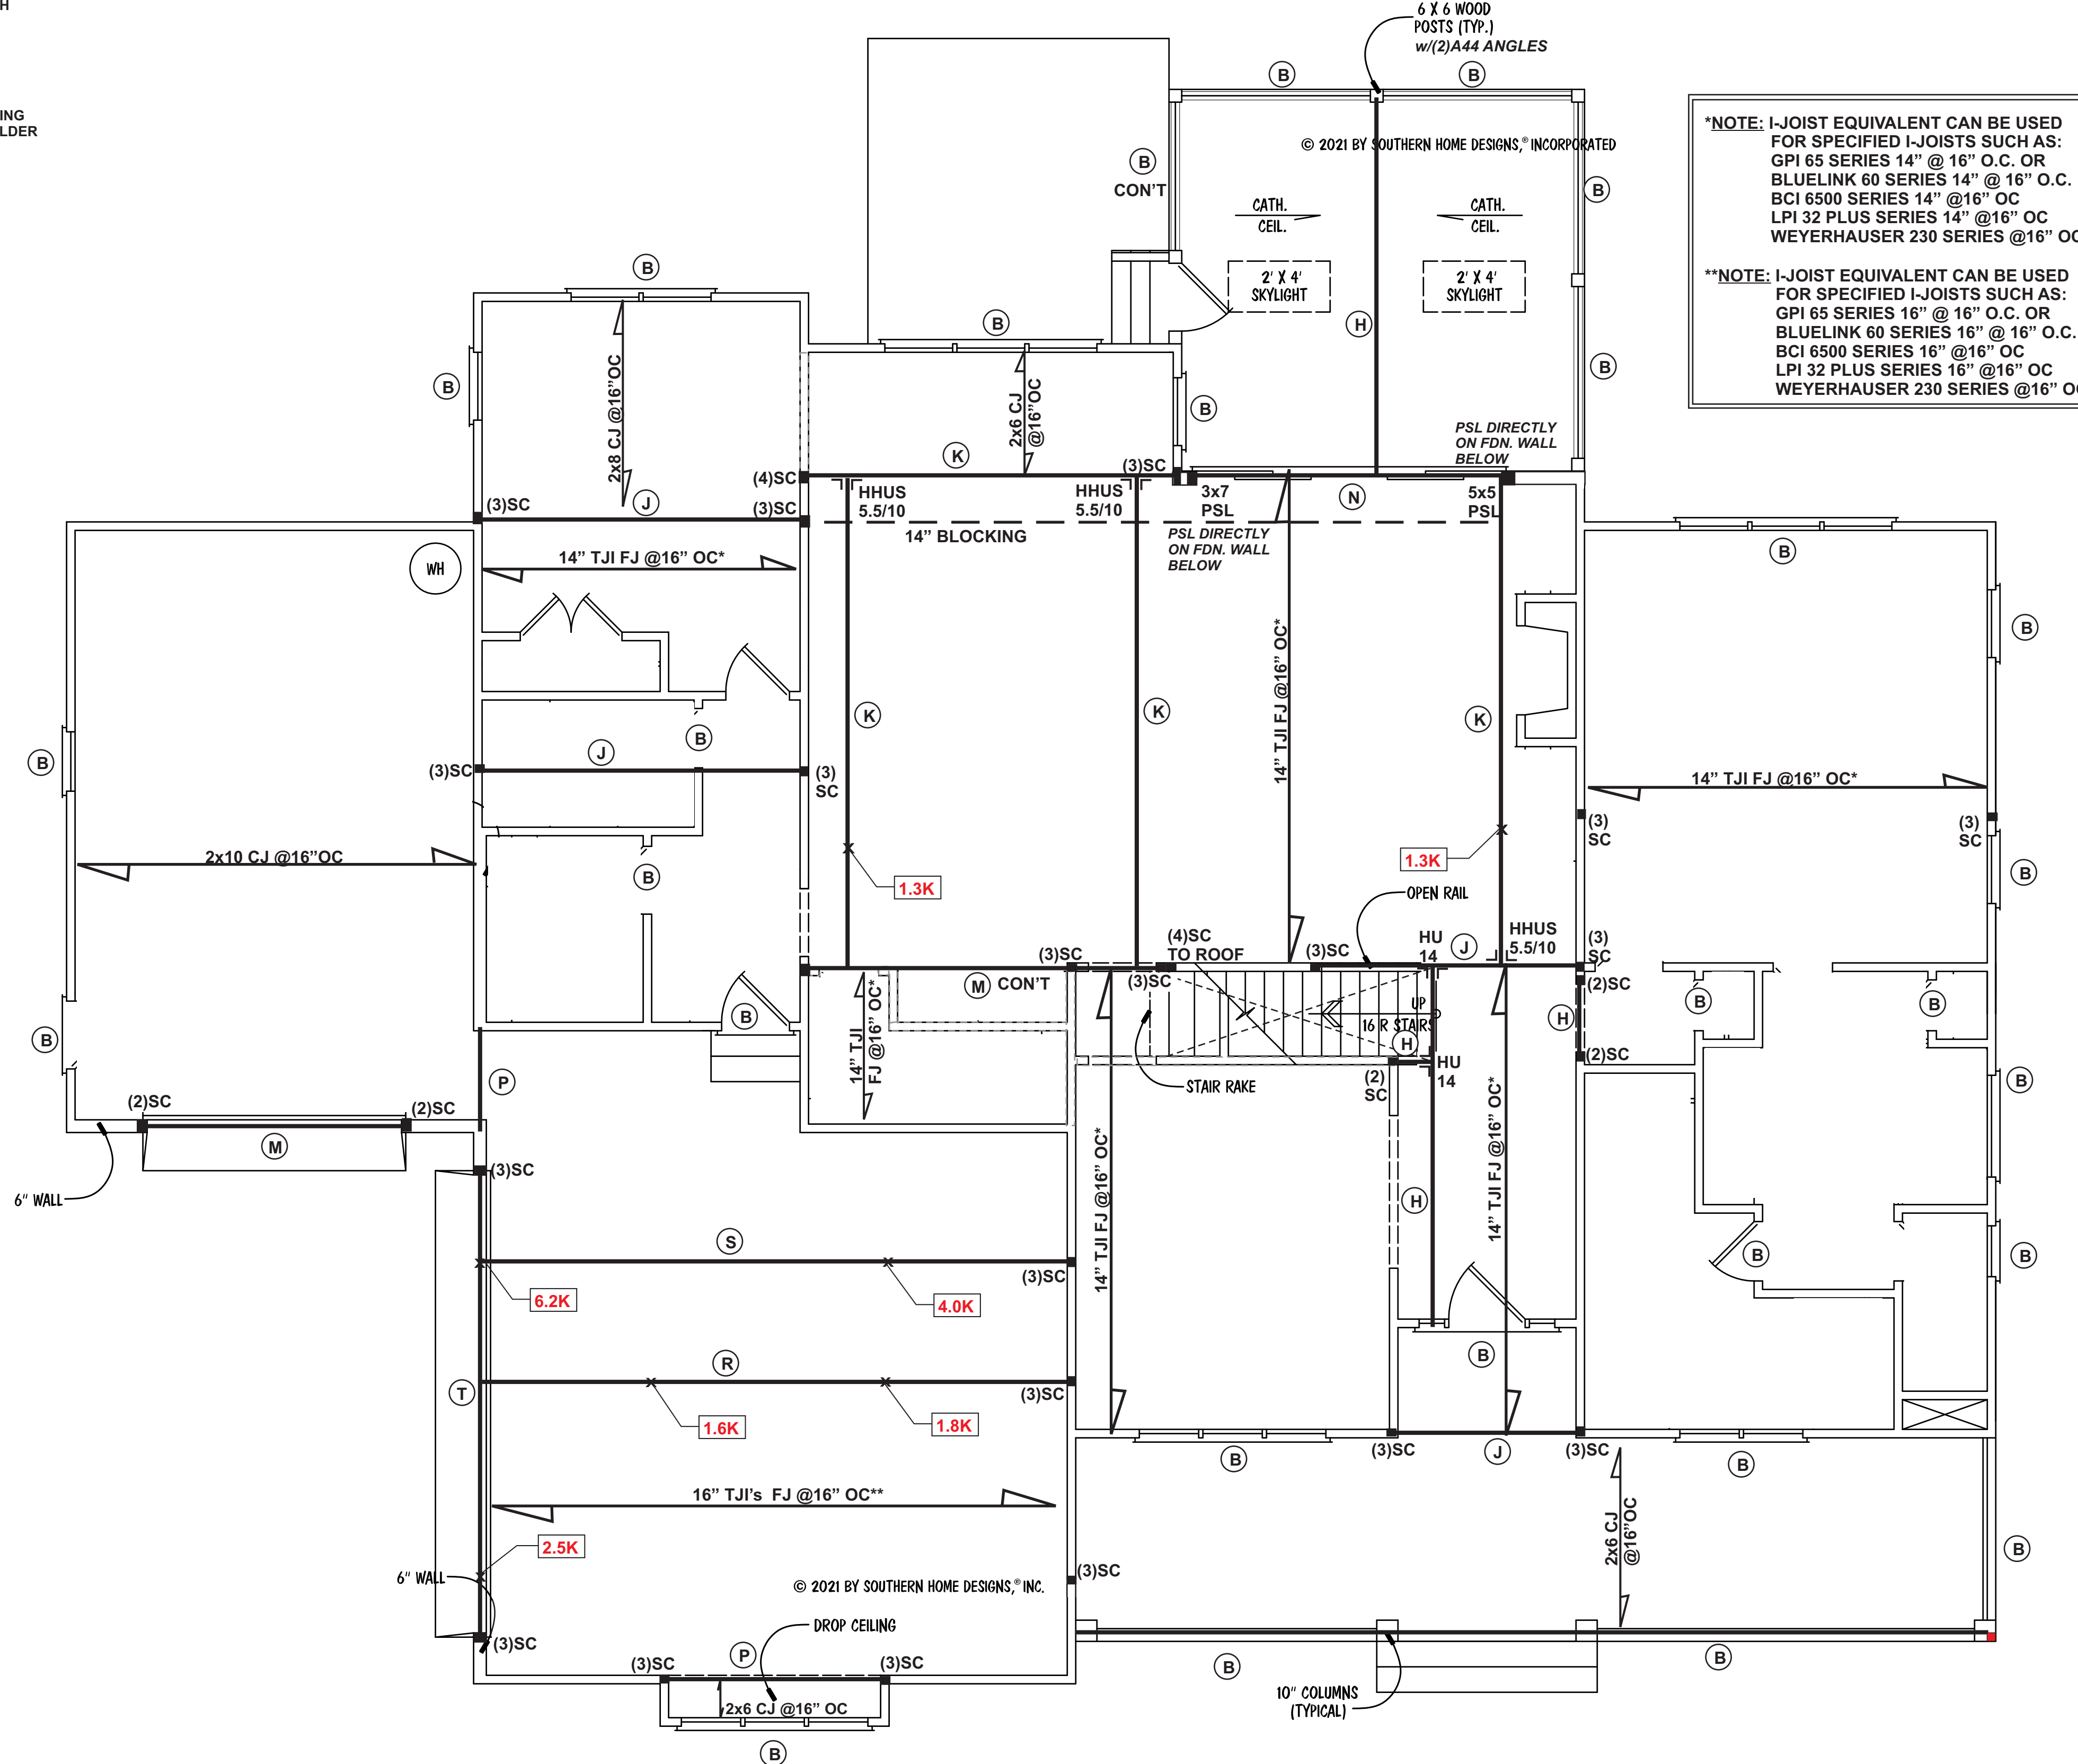 H
ING
LDER
6 X 6 WOOD
POSTS (TYP.)
w/(2)A44 ANGLES
B
B
*NOTE: I-JOIST EQUIVALENT CAN BE USED
FOR SPECIFIED I-JOISTS SUCH AS:
GPI 65 SERIES 14” @ 16” O.C. OR
BLUELINK 60 SERIES 14” @ 16” O.C.
BCI 6500 SERIES 14” @16” OC
LPI 32 PLUS SERIES 14” @16” OC
WEYERHAUSER 230 SERIES @16” OC
**NOTE: I-JOIST EQUIVALENT CAN BE USED
FOR SPECIFIED I-JOISTS SUCH AS:
GPI 65 SERIES 16” @ 16” O.C. OR
BLUELINK 60 SERIES 16” @ 16” O.C.
BCI 6500 SERIES 16” @16” OC
LPI 32 PLUS SERIES 16” @16” OC
WEYERHAUSER 230 SERIES @16” OC
© 2021 BY SOUTHERN HOME DESIGNS,® INCORPORATED
B
CON’T
B
CATH.
CEIL.
CATH.
CEIL.
2' X 4'
SKYLIGHT
2' X 4'
SKYLIGHT
B
B
H
B
B
B
2x8 CJ @16”OC
2x6 CJ
@16”OC
PSL DIRECTLY
ON FDN. WALL
BELOW
K
(3)SC
(4)SC
(3)SC
J
(3)SC
HHUS
5.5/10
HHUS
5.5/10
3x7
PSL
N
5x5
PSL
14” BLOCKING
PSL DIRECTLY
ON FDN. WALL
BELOW
B
WH
14” TJI FJ @16” OC*
B
14” TJI FJ @16” OC*
K
K
K
B
J
B
(3)SC
(3)
SC
14” TJI FJ @16” OC*
(3)
SC
(3)
SC
2x10 CJ @16”OC
B
1.3K
1.3K
B
OPEN RAIL
(4)SC
TO ROOF
(3)SC
(3)SC
HU
14
J
HHUS
5.5/10
(3)
SC
M
CON’T
(3)SC
(2)SC
B
B
UP
16 R STAIRS
H
H
(2)SC
B
B
14” TJI
FJ @16” OC*
HU
14
(2)
SC
STAIR RAKE
B
P
(2)SC
(2)SC
M
6" WALL
(3)SC
14” TJI FJ @16” OC*
H
14” TJI FJ @16” OC*
S
B
B
(3)SC
6.2K
4.0K
R
B
T
(3)SC
1.6K
1.8K
B
(3)SC
J
(3)SC
B
16” TJI’s FJ @16” OC**
2x6 CJ
@16”OC
2.5K
B
6" WALL
(3)SC
© 2021 BY SOUTHERN HOME DESIGNS,® INC.
DROP CEILING
(3)SC
(3)SC
P
(3)SC
B
B
10" COLUMNS
(TYPICAL)
2x6 CJ @16” OC
B